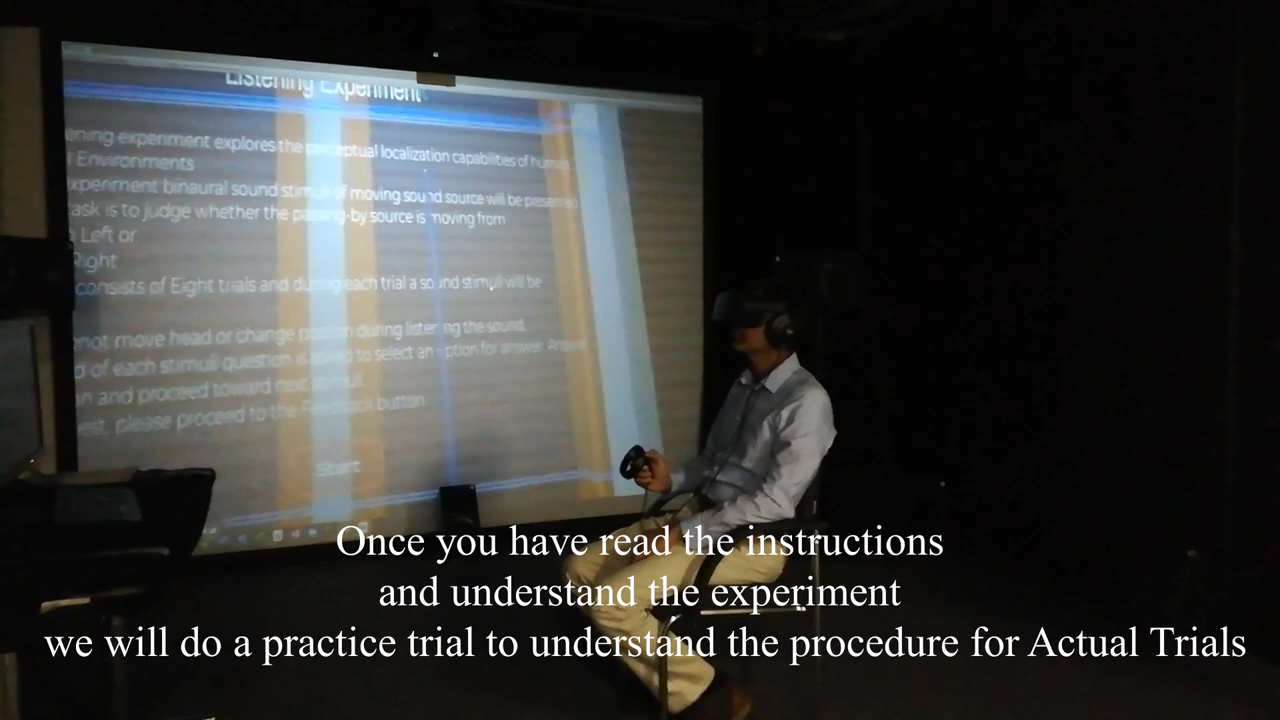 Listening Experiment
ening experiment explores the perceptual localization capabilities of human
Environments
experiment binaural sound stimuli of moving sound source will be presented
task is to judge whether the passing-by source is moving from
Left or
Right
consists of Eight trials and during each trial a sound stimuli will be
not move head or change position during listening the sound.
of each stimuli question is asked to select an option for answer.
and proceed toward next stimuli
est, please proceed to the Feedback button
Start
Once you have read the instructions
and understand the experiment
we will do a practice trial to understand the procedure for Actual Trials